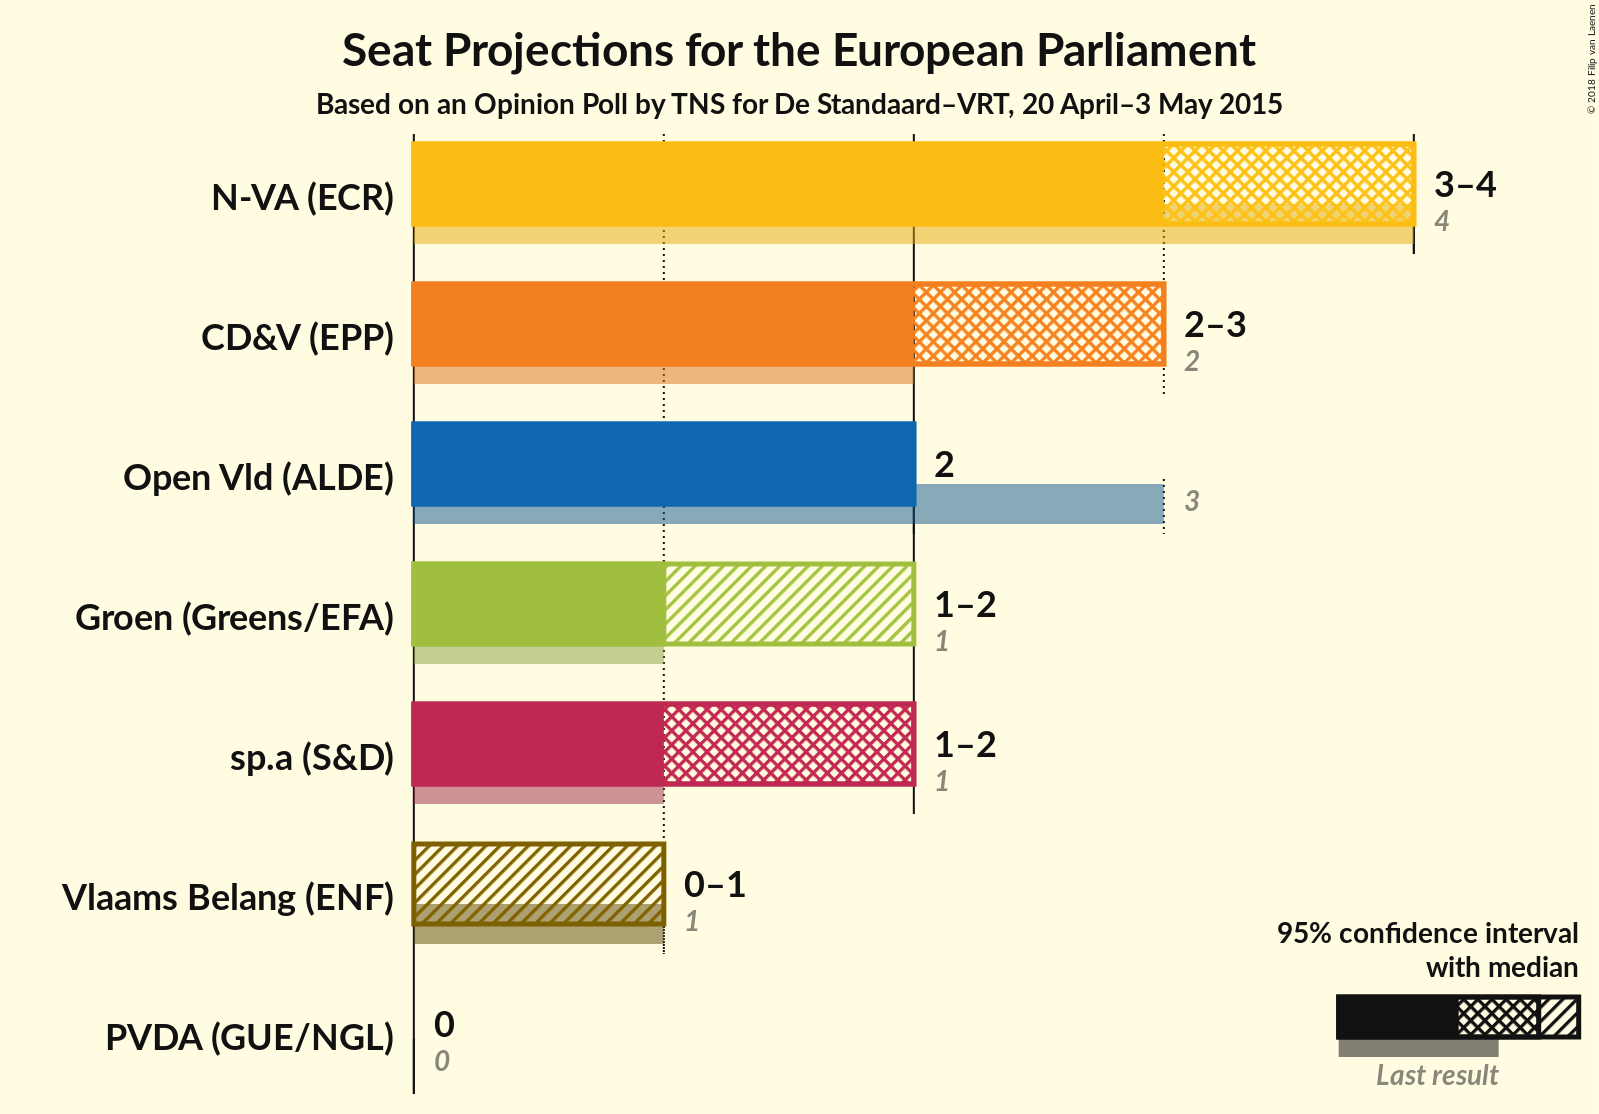 Seat Projections for the European Parliament
Based on an Opinion Poll by TNS for De Standaard–VRT, 20 April–3 May 2015
© 2018 Filip van Laenen
N-VA (ECR)
3–4
4
CD&V (EPP)
2–3
2
Open Vld (ALDE)
2
3
Groen (Greens/EFA)
1–2
1
sp.a (S&D)
1–2
1
Vlaams Belang (ENF)
0–1
1
PVDA (GUE/NGL)
0
0
95% confidence interval
with median
Last result